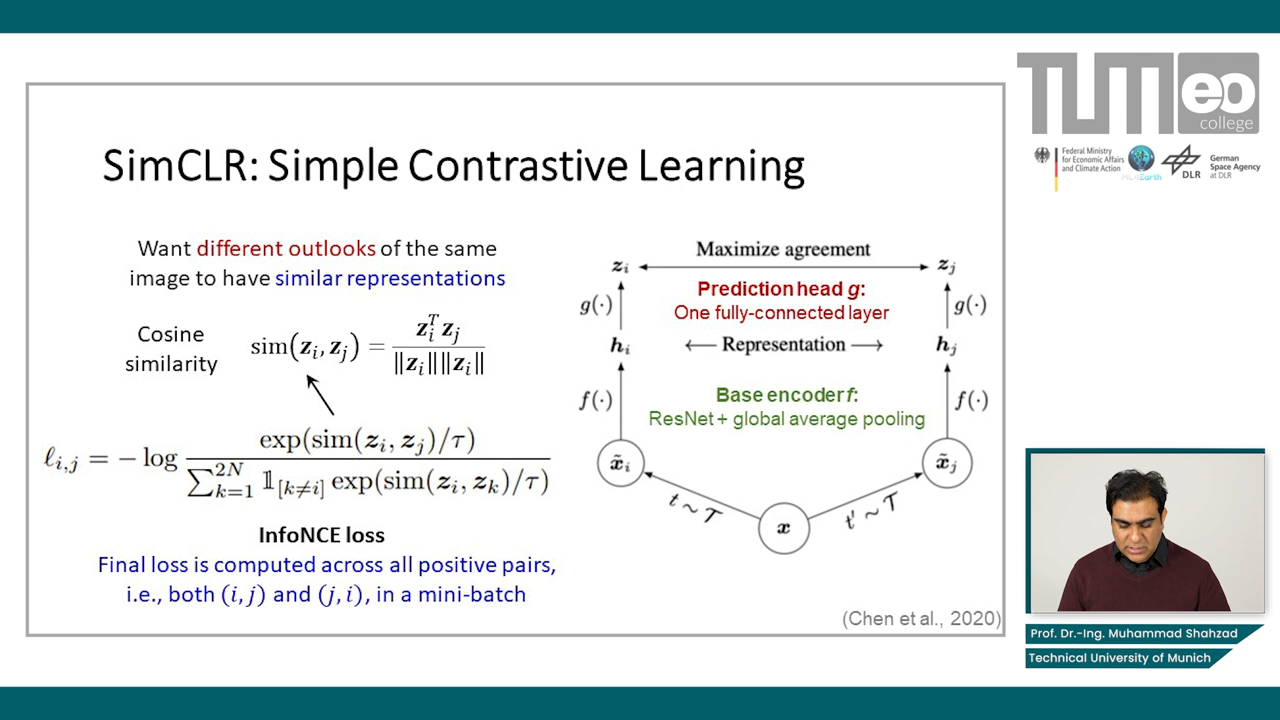 TUM eo
college
Federal Ministry
for Economic Affairs
and Climate Action
ML4Earth
DLR
German
Space Agency
at DLR
SimCLR: Simple Contrastive Learning
Want different outlooks of the same
image to have similar representations
Cosine
similarity
sim(z_i, z_j) = z_i^T z_j / ‖z_i‖ ‖z_i‖
ℓ_{i,j} = − log exp(sim(z_i, z_j)/τ) / ∑_{k=1}^{2N} 𝟙_{[k≠i]} exp(sim(z_i, z_k)/τ)
InfoNCE loss
Final loss is computed across all positive pairs,
i.e., both (i, j) and (j, i), in a mini-batch
Maximize agreement
z_i
z_j
Prediction head g:
One fully-connected layer
g(·)
g(·)
h_i
← Representation →
h_j
Base encoder f:
ResNet + global average pooling
f(·)
f(·)
x̃_i
x̃_j
t ∼ 𝒯
t′ ∼ 𝒯
x
(Chen et al., 2020)
Prof. Dr.-Ing. Muhammad Shahzad
Technical University of Munich